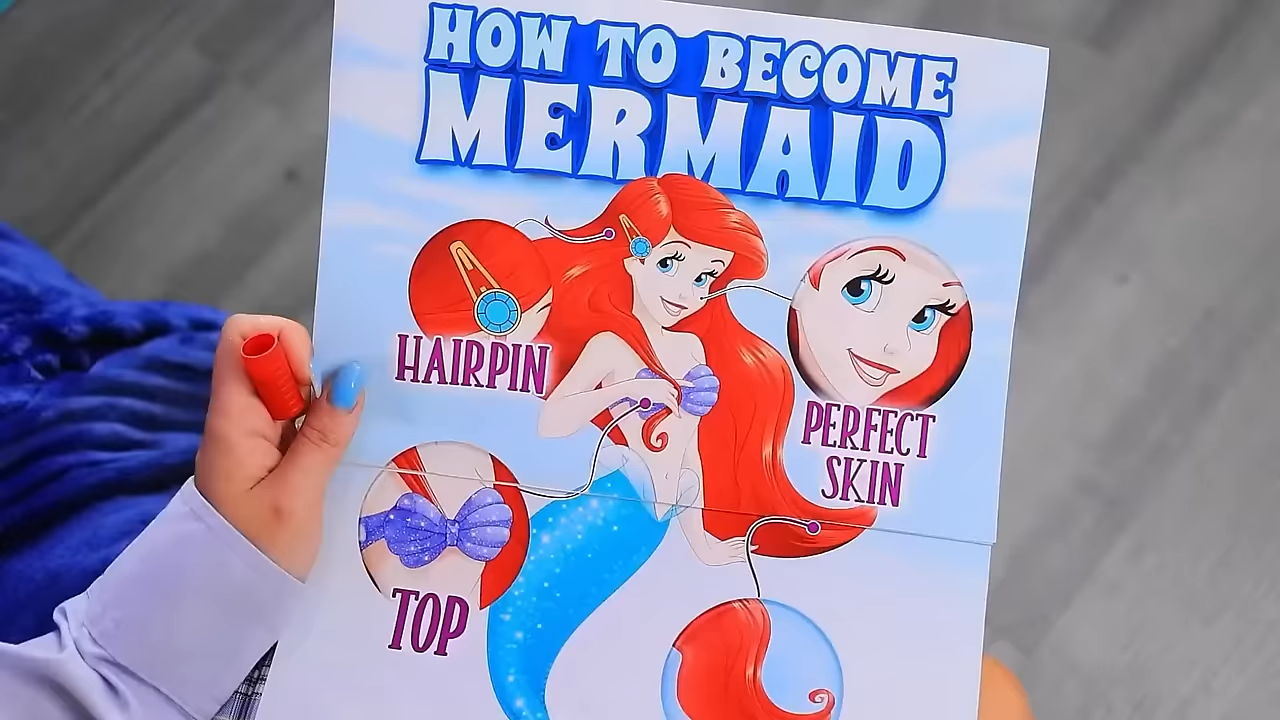 HOW TO BECOME
MERMAID
HAIRPIN
PERFECT
SKIN
TOP